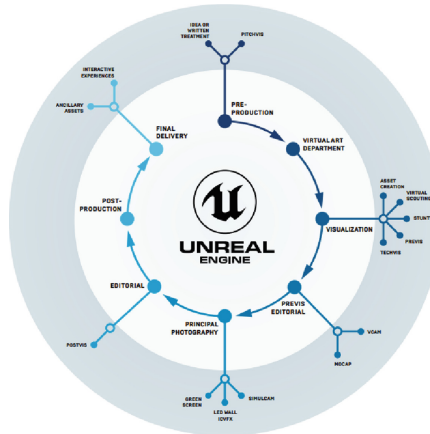 IDEA OR
WRITTEN
TREATMENT
PITCHVIS
INTERACTIVE
EXPERIENCES
ANCILLARY
ASSETS
PRE-
PRODUCTION
FINAL
DELIVERY
VIRTUAL ART
DEPARTMENT
ASSET
CREATION
VIRTUAL
SCOUTING
STUNT
PREVIS
TECHVIS
POST-
PRODUCTION
VISUALIZATION
UNREAL
ENGINE
EDITORIAL
PREVIS
EDITORIAL
PRINCIPAL
PHOTOGRAPHY
POSTVIS
VCAM
MOCAP
GREEN
SCREEN
LED WALL
ICVFX
SIMULCAM